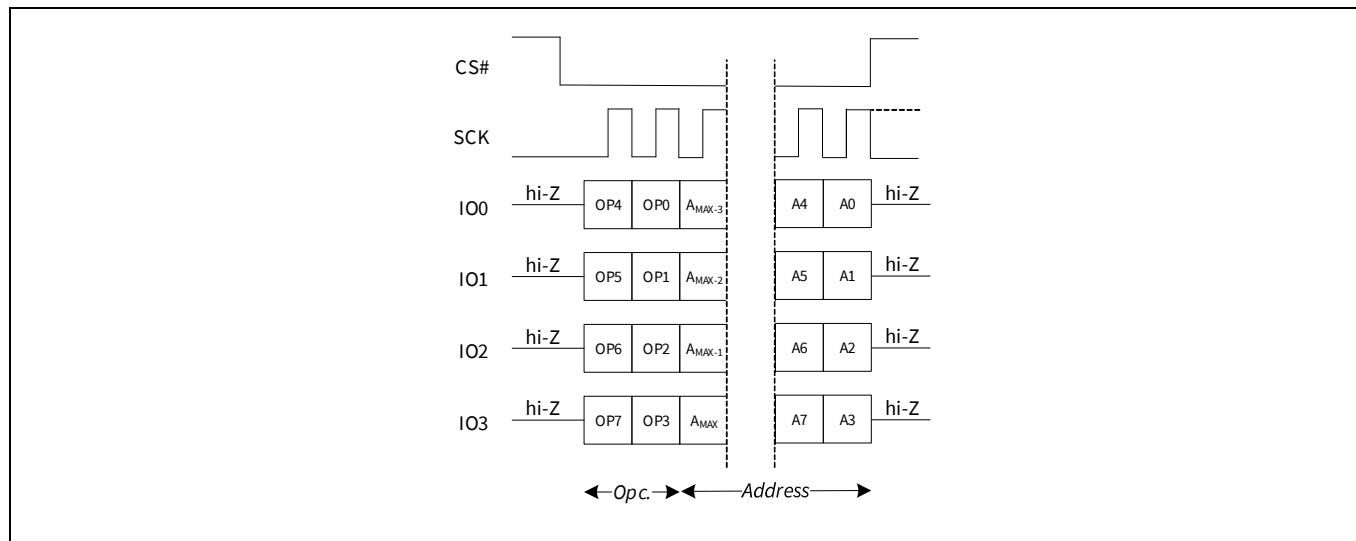 CS#
SCK
IO0 hi-Z OP4 OP0 AMAX-3 A4 A0 hi-Z
IO1 hi-Z OP5 OP1 AMAX-2 A5 A1 hi-Z
IO2 hi-Z OP6 OP2 AMAX-1 A6 A2 hi-Z
IO3 hi-Z OP7 OP3 AMAX A7 A3 hi-Z
Opc. Address